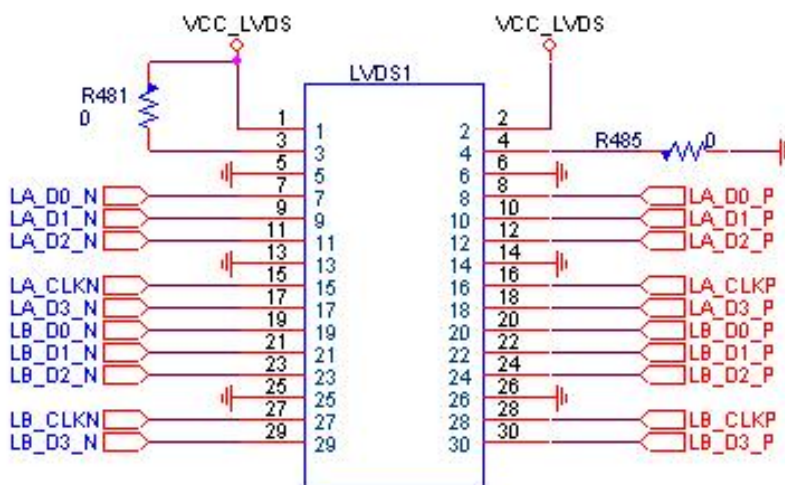 VCC_LVDS VCC_LVDS
LVDS1
R481
0
1 1 2 2
3 3 4 4 R485 0
5 5 6 6
LA_D0_N 7 7 8 8 LA_D0_P
LA_D1_N 9 9 10 10 LA_D1_P
LA_D2_N 11 11 12 12 LA_D2_P
13 13 14 14
LA_CLKN 15 15 16 16 LA_CLKP
LA_D3_N 17 17 18 18 LA_D3_P
LB_D0_N 19 19 20 20 LB_D0_P
LB_D1_N 21 21 22 22 LB_D1_P
LB_D2_N 23 23 24 24 LB_D2_P
25 25 26 26
LB_CLKN 27 27 28 28 LB_CLKP
LB_D3_N 29 29 30 30 LB_D3_P